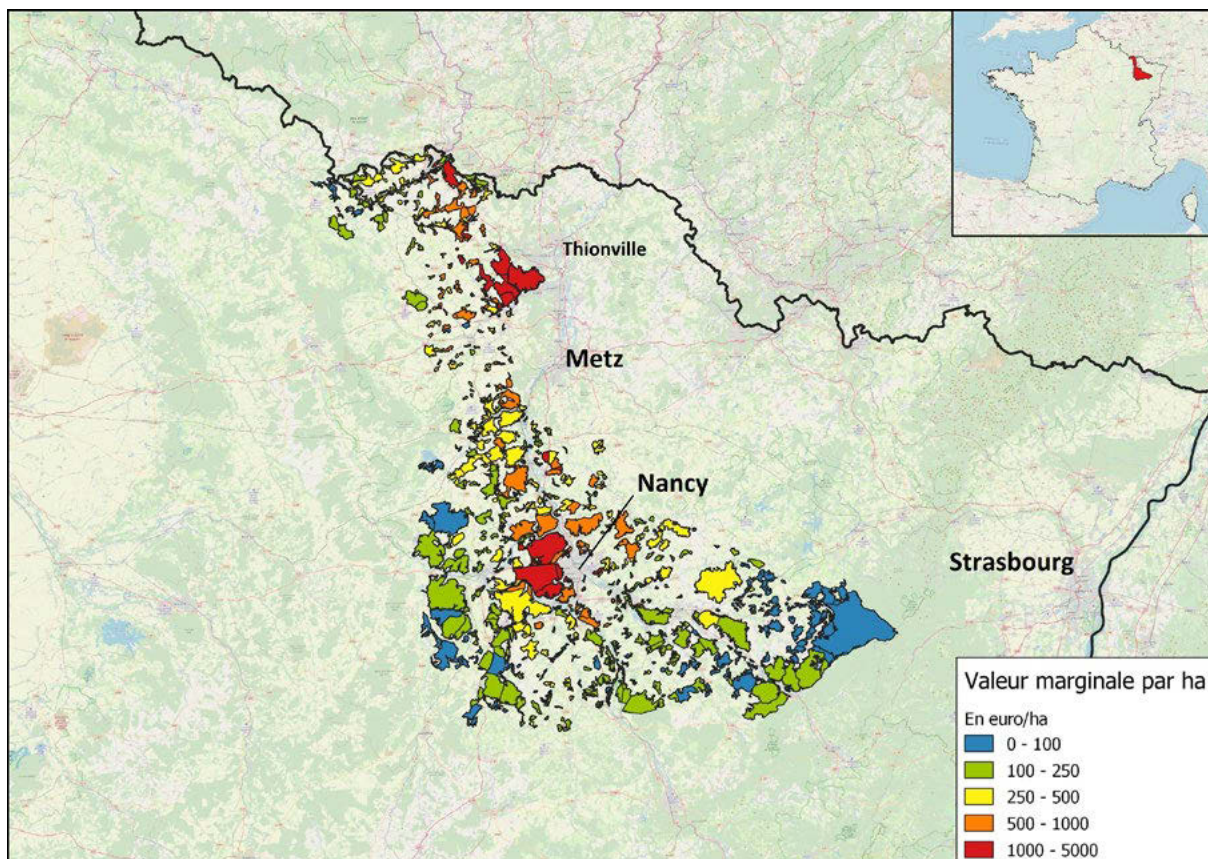 Thionville
Metz
Nancy
Strasbourg
Valeur marginale par ha
En euro/ha
0 - 100
100 - 250
250 - 500
500 - 1000
1000 - 5000